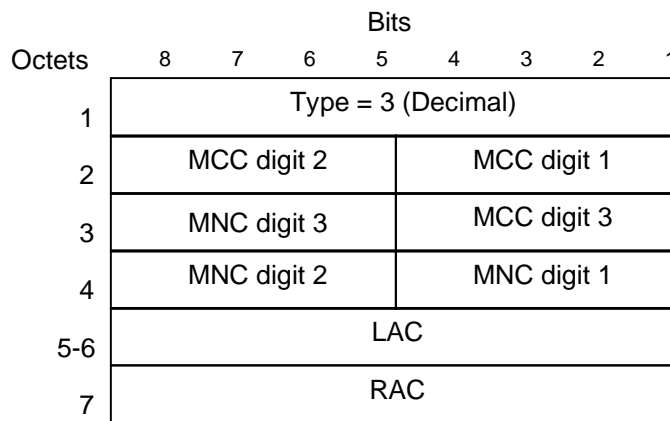 Bits
Octets 8 7 6 5 4 3 2 1
1 Type = 3 (Decimal)
2 MCC digit 2 MCC digit 1
3 MNC digit 3 MCC digit 3
4 MNC digit 2 MNC digit 1
5-6 LAC
7 RAC